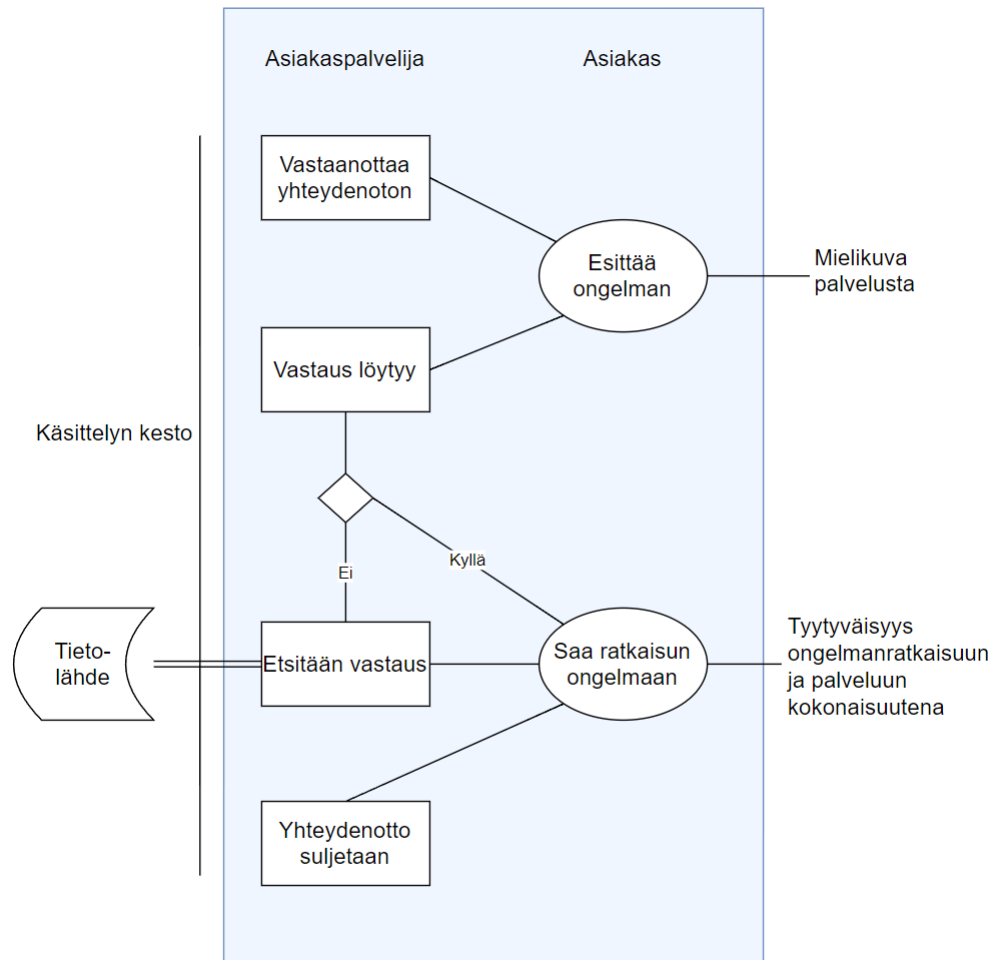 Asiakaspalvelija
Asiakas
Vastaanottaa
yhteydenoton
Esittää
ongelman
Mielikuva
palvelusta
Vastaus löytyy
Käsittelyn kesto
Kyllä
Ei
Tieto-
lähde
Etsitään vastaus
Saa ratkaisun
ongelmaan
Tyytyväisyys
ongelmanratkaisuun
ja palveluun
kokonaisuutena
Yhteydenotto
suljetaan